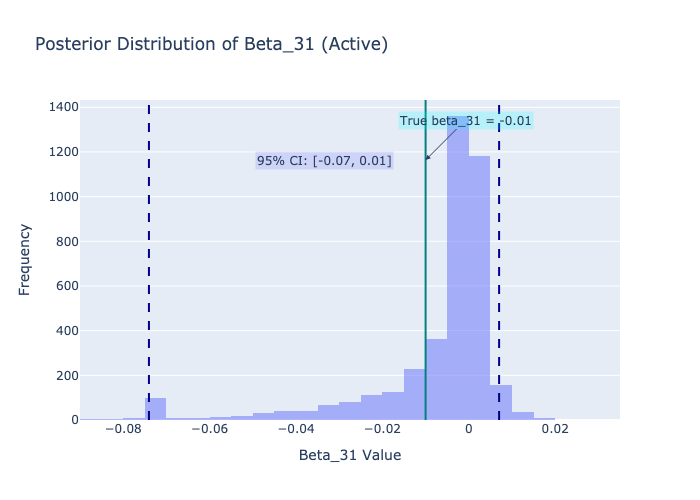 Posterior Distribution of Beta_31 (Active)
1400
True beta_31 = -0.01
1200
95% CI: [-0.07, 0.01]
1000
800
600
400
200
0
Frequency
−0.08
−0.06
−0.04
−0.02
0
0.02
Beta_31 Value